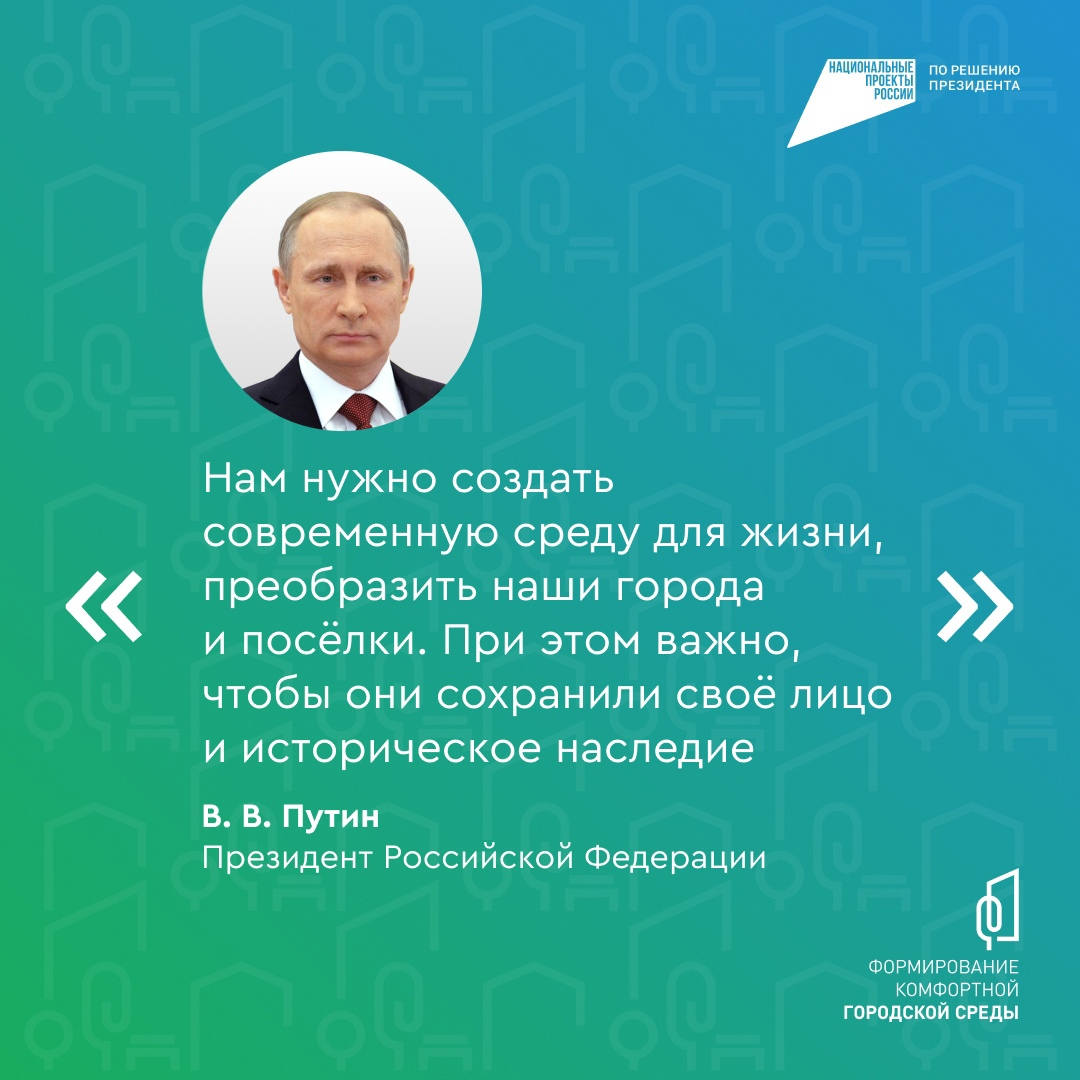 НАЦИОНАЛЬНЫЕ
ПРОЕКТЫ
РОССИИ
ПО РЕШЕНИЮ
ПРЕЗИДЕНТА
« Нам нужно создать
современную среду для жизни,
преобразить наши города
и посёлки. При этом важно,
чтобы они сохранили своё лицо
и историческое наследие »
В. В. Путин
Президент Российской Федерации
ФОРМИРОВАНИЕ
КОМФОРТНОЙ
ГОРОДСКОЙ СРЕДЫ